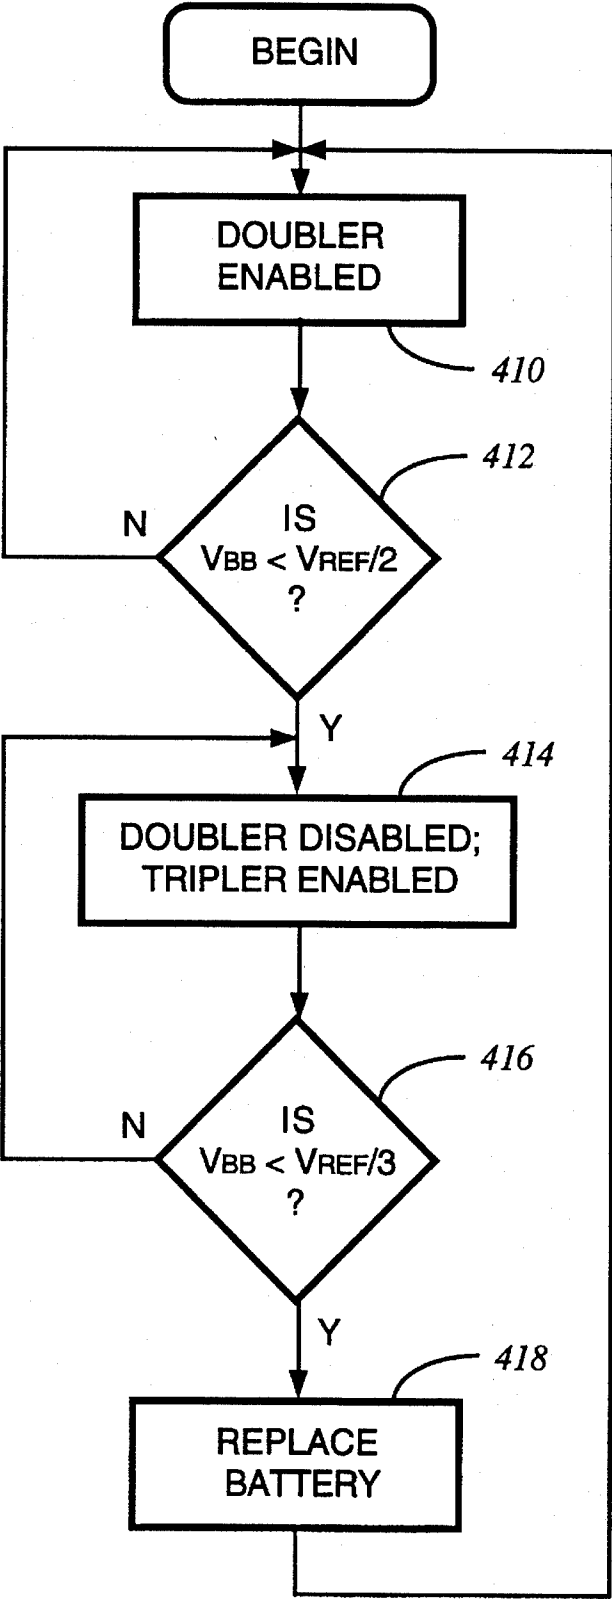 BEGIN
DOUBLER
ENABLED
410
412
IS
VBB < VREF/2
?
N
Y
414
DOUBLER DISABLED;
TRIPLER ENABLED
416
IS
VBB < VREF/3
?
N
Y
418
REPLACE
BATTERY